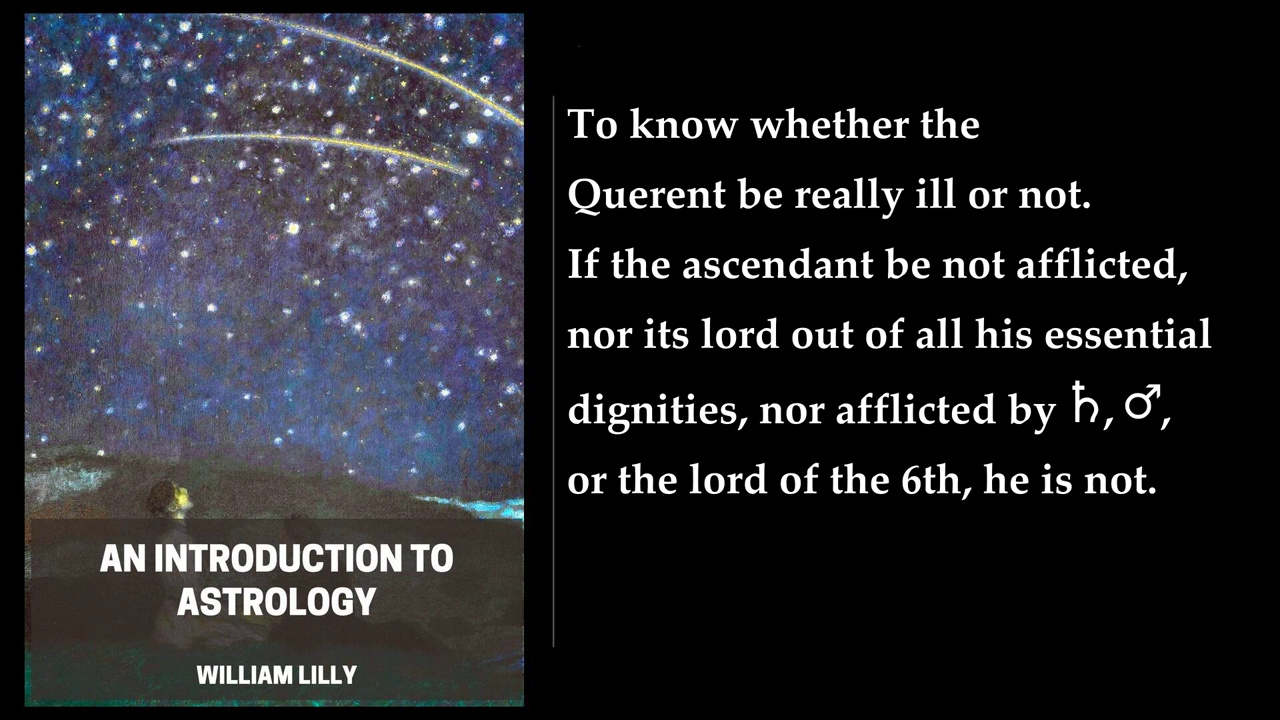 AN INTRODUCTION TO
ASTROLOGY
WILLIAM LILLY
To know whether the
Querent be really ill or not.
If the ascendant be not afflicted,
nor its lord out of all his essential
dignities, nor afflicted by ♄, ♂,
or the lord of the 6th, he is not.